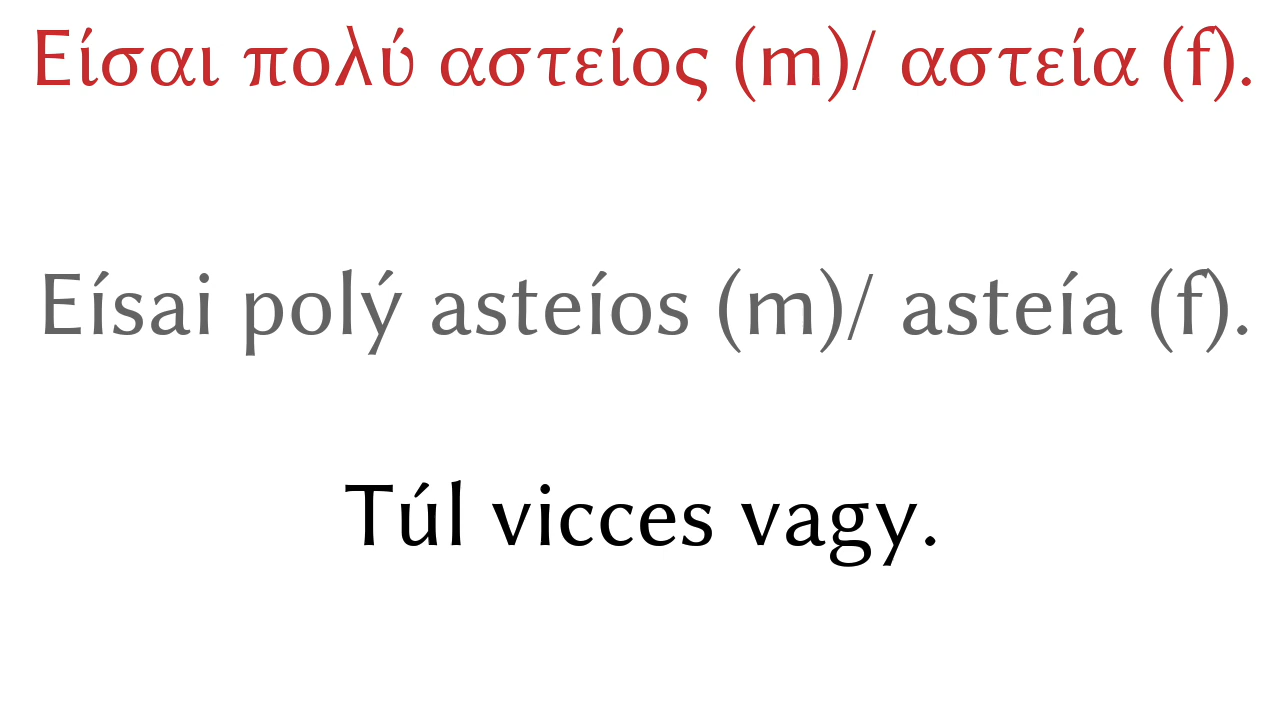 Είσαι πολύ αστείος (m)/ αστεία (f).
Eísai polý asteíos (m)/ asteía (f).
Túl vicces vagy.